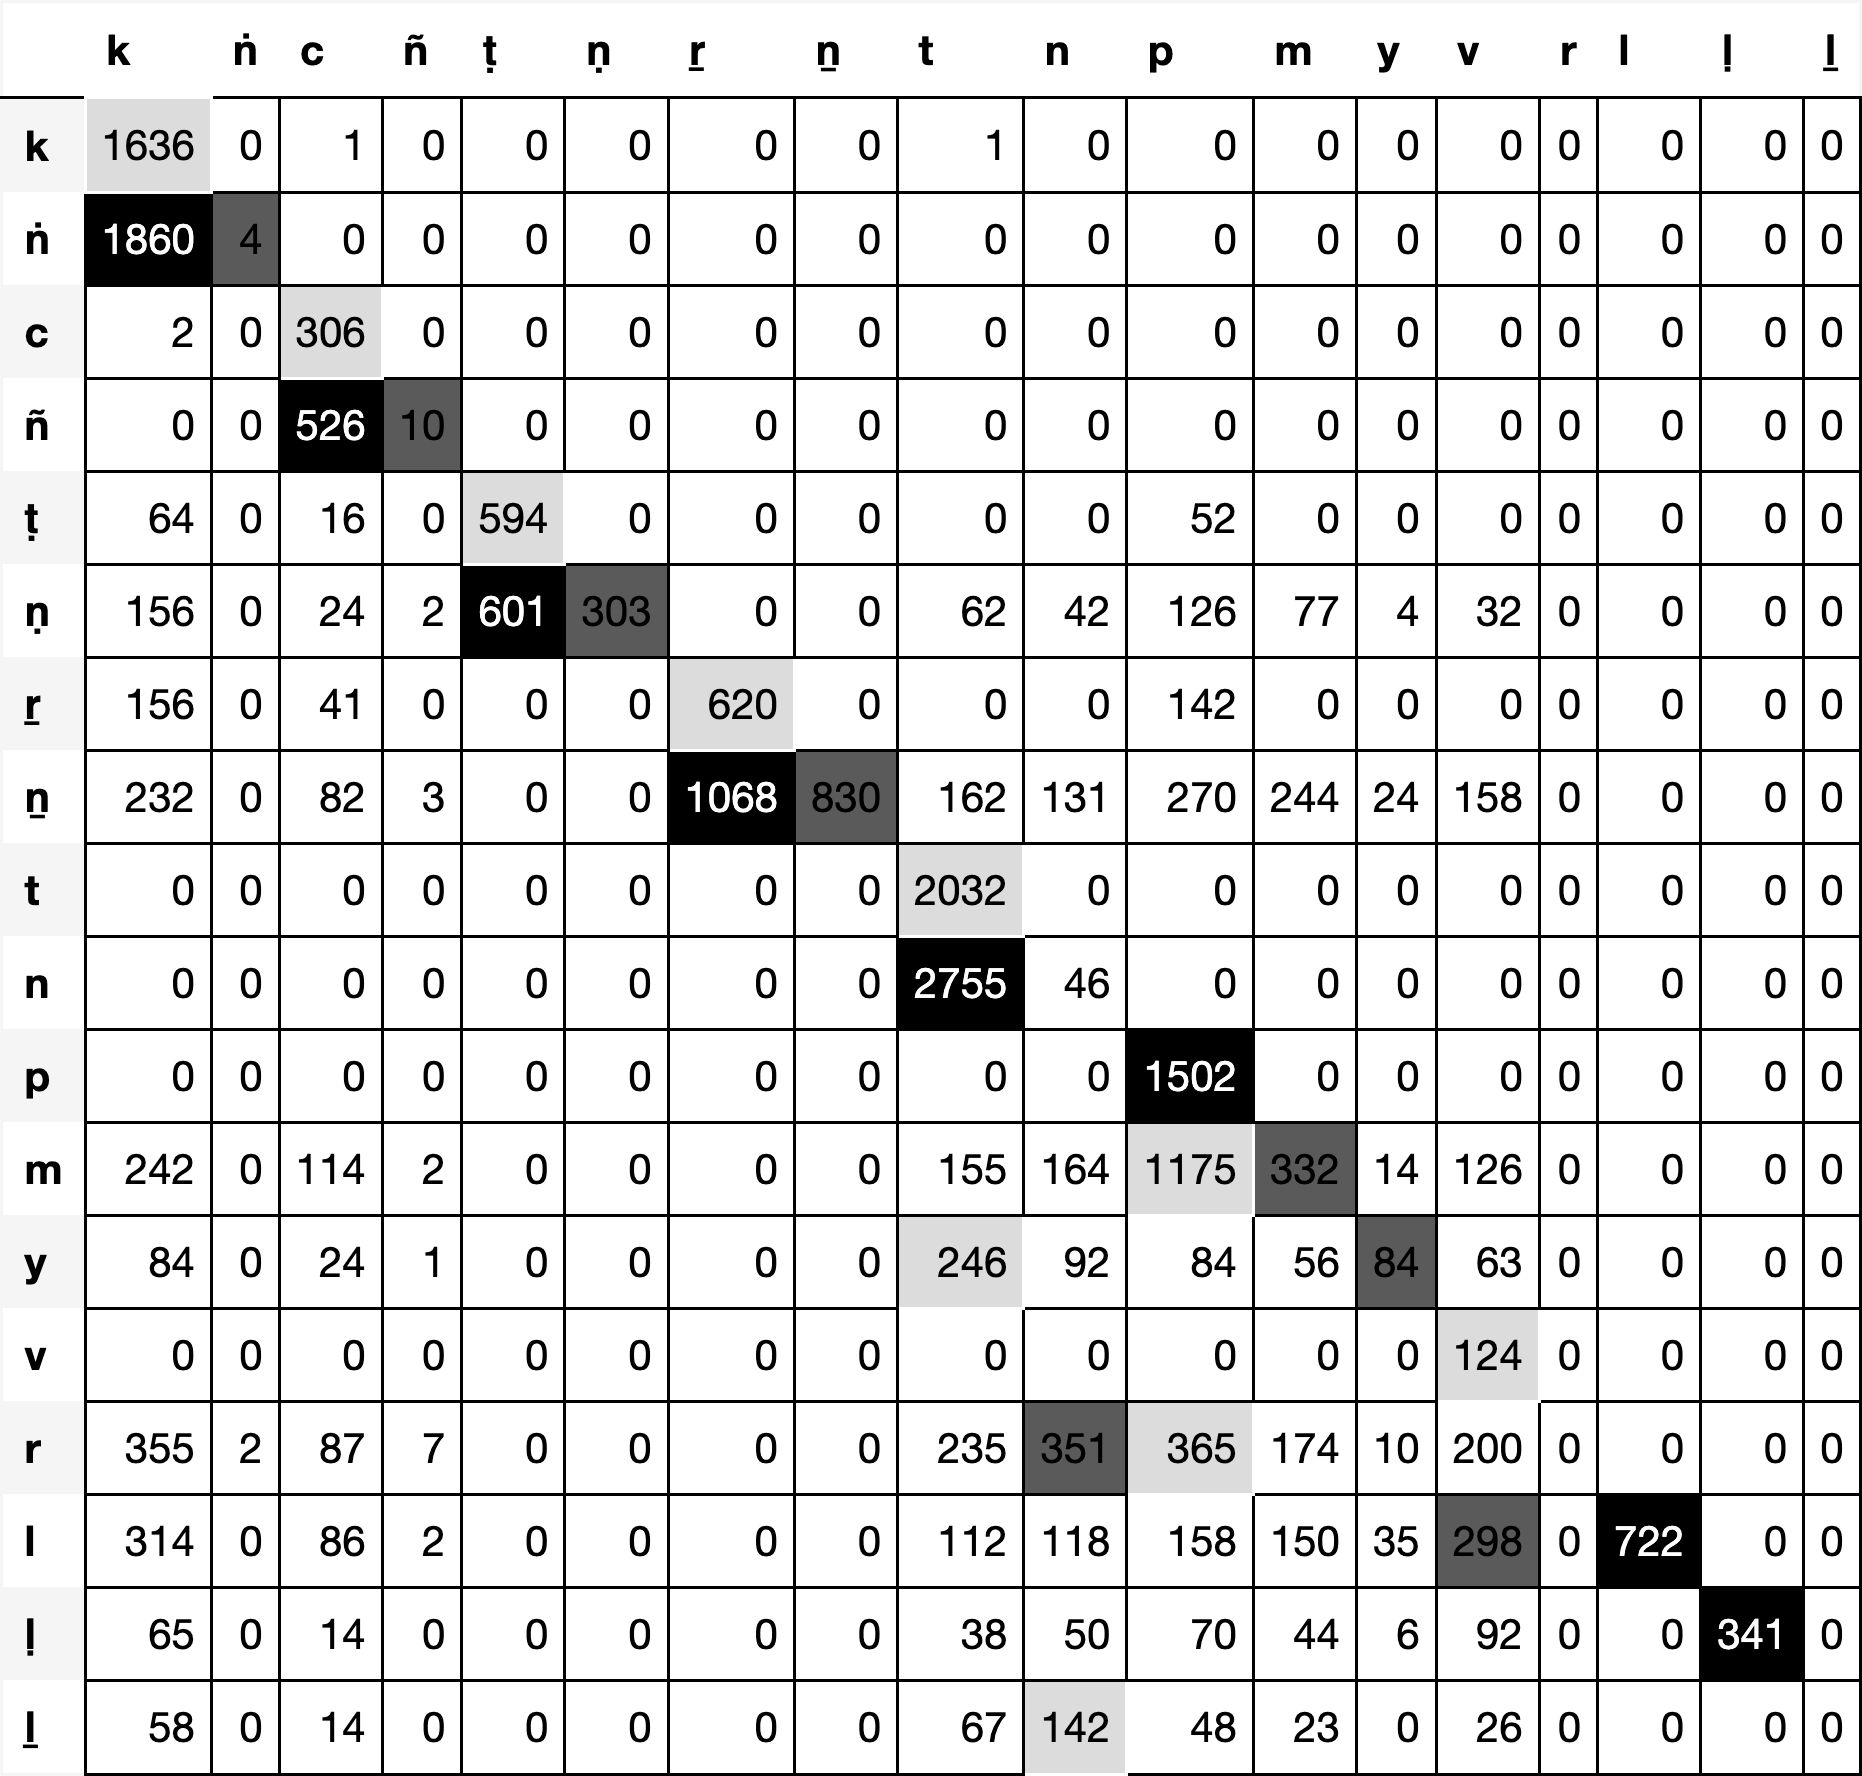 k ṅ c ñ ṭ ṇ ṟ ṉ t n p m y v r l ḷ ḻ
k 1636 0 1 0 0 0 0 0 1 0 0 0 0 0 0 0 0 0
ṅ 1860 4 0 0 0 0 0 0 0 0 0 0 0 0 0 0 0 0
c 2 0 306 0 0 0 0 0 0 0 0 0 0 0 0 0 0 0
ñ 0 0 526 10 0 0 0 0 0 0 0 0 0 0 0 0 0 0
ṭ 64 0 16 0 594 0 0 0 0 0 52 0 0 0 0 0 0 0
ṇ 156 0 24 2 601 303 0 0 62 42 126 77 4 32 0 0 0 0
ṟ 156 0 41 0 0 0 620 0 0 0 142 0 0 0 0 0 0 0
ṉ 232 0 82 3 0 0 1068 830 162 131 270 244 24 158 0 0 0 0
t 0 0 0 0 0 0 0 0 2032 0 0 0 0 0 0 0 0 0
n 0 0 0 0 0 0 0 0 2755 46 0 0 0 0 0 0 0 0
p 0 0 0 0 0 0 0 0 0 0 1502 0 0 0 0 0 0 0
m 242 0 114 2 0 0 0 0 155 164 1175 332 14 126 0 0 0 0
y 84 0 24 1 0 0 0 0 246 92 84 56 84 63 0 0 0 0
v 0 0 0 0 0 0 0 0 0 0 0 0 0 124 0 0 0 0
r 355 2 87 7 0 0 0 0 235 351 365 174 10 200 0 0 0 0
l 314 0 86 2 0 0 0 0 112 118 158 150 35 298 0 722 0 0
ḷ 65 0 14 0 0 0 0 0 38 50 70 44 6 92 0 0 341 0
ḻ 58 0 14 0 0 0 0 0 67 142 48 23 0 26 0 0 0 0